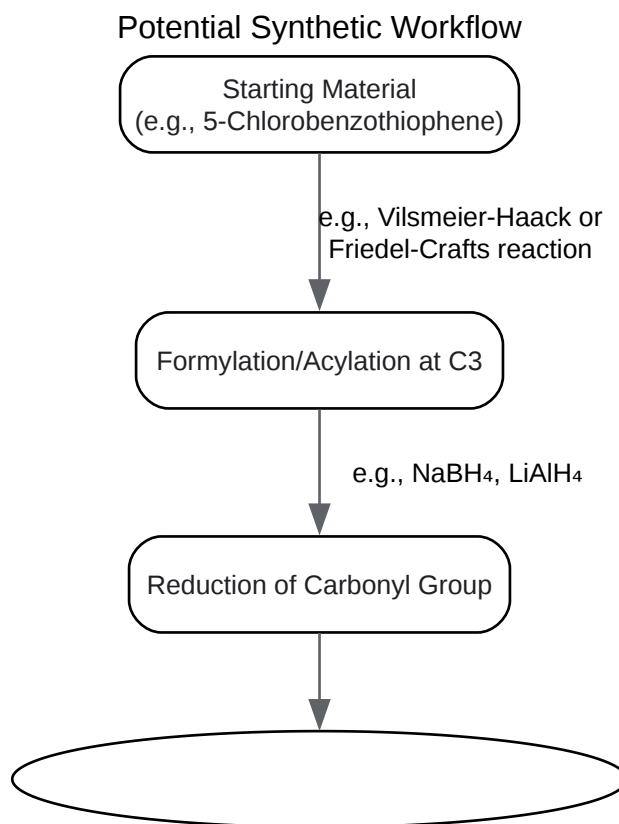 Potential Synthetic Workflow
Starting Material
(e.g., 5-Chlorobenzothiophene)
e.g., Vilsmeier-Haack or
Friedel-Crafts reaction
Formylation/Acylation at C3
e.g., NaBH₄, LiAlH₄
Reduction of Carbonyl Group